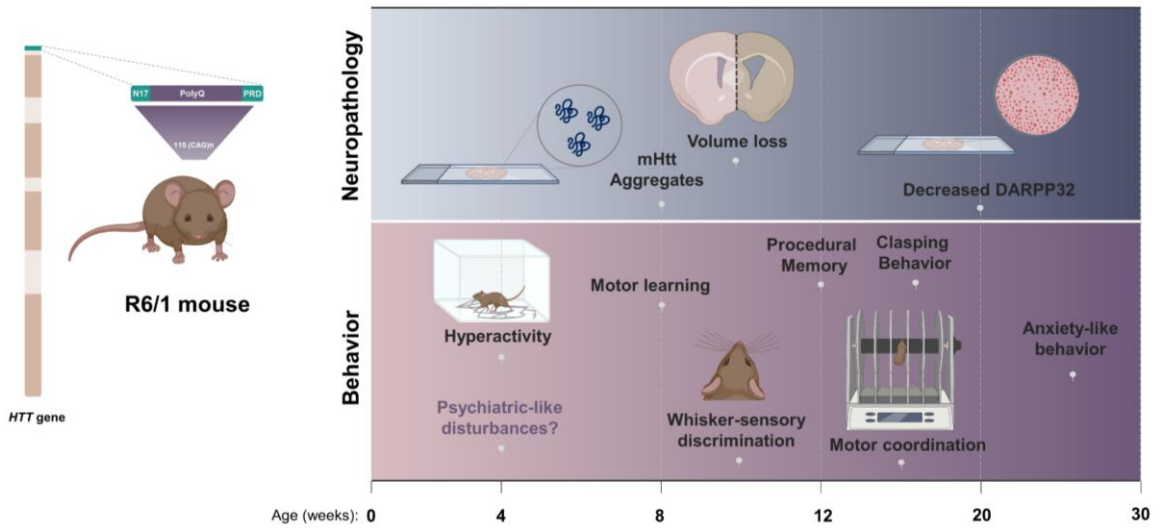 N17 PolyQ PRD
115 (CAG)n
R6/1 mouse
HTT gene
Neuropathology
mHtt
Aggregates
Volume loss
Decreased DARPP32
Behavior
Hyperactivity
Psychiatric-like
disturbances?
Motor learning
Whisker-sensory
discrimination
Procedural
Memory
Clasping
Behavior
Motor coordination
Anxiety-like
behavior
Age (weeks): 0 4 8 12 20 30